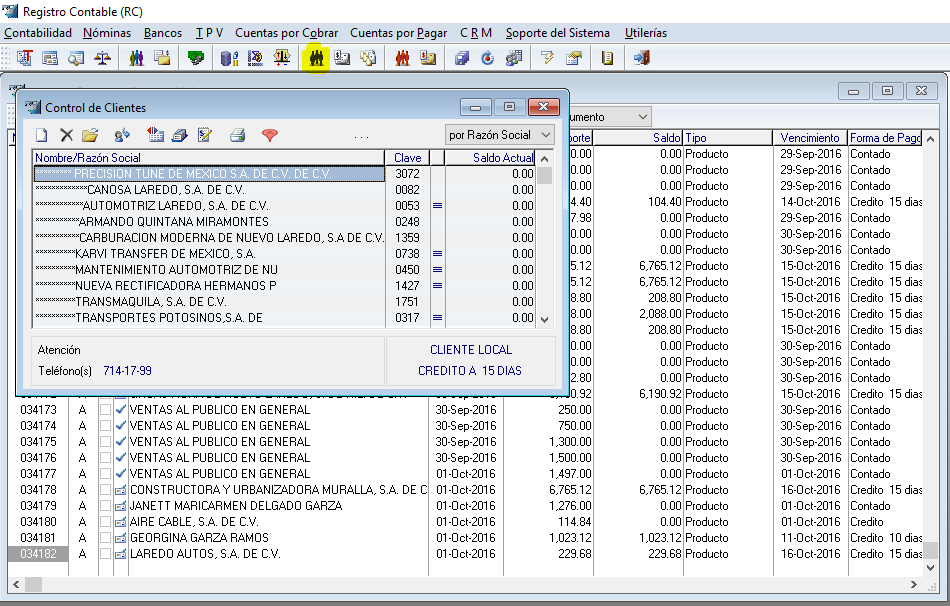 Registro Contable (RC)
Contabilidad Nóminas Bancos T P V Cuentas por Cobrar Cuentas por Pagar C R M Soporte del Sistema Utilerías
Control de Clientes
umento
... por Razón Social
Nombre/Razón Social Clave Saldo Actual
********* PRECISION TUNE DE MEXICO S.A. DE C.V. DE C.V. 3072 0.00
************CANOSA LAREDO, S.A. DE C.V. 0082 0.00
***********AUTOMOTRIZ LAREDO, S.A. DE C.V. 0053 0.00
**********ARMANDO QUINTANA MIRAMONTES 0248 0.00
**********CARBURACION MODERNA DE NUEVO LAREDO, S.A DE C.V. 1359 0.00
*********KARVI TRANSFER DE MEXICO, S.A. 0738 0.00
*********MANTENIMIENTO AUTOMOTRIZ DE NU 0450 0.00
*********NUEVA RECTIFICADORA HERMANOS P 1427 0.00
*********TRANSMAQUILA, S.A. DE C.V. 1751 0.00
*********TRANSPORTES POTOSINOS,S.A. DE 0317 0.00
Atención
Teléfono(s) 714-17-99
CLIENTE LOCAL
CREDITO A 15 DIAS
porte Saldo Tipo Vencimiento Forma de Pago
0.00 0.00 Producto 29-Sep-2016 Contado
0.00 0.00 Producto 29-Sep-2016 Contado
0.00 0.00 Producto 29-Sep-2016 Contado
4.40 104.40 Producto 14-Oct-2016 Credito 15 dias
7.98 0.00 Producto 29-Sep-2016 Contado
0.00 0.00 Producto 30-Sep-2016 Contado
0.00 0.00 Producto 30-Sep-2016 Contado
5.12 6,765.12 Producto 15-Oct-2016 Credito 15 dias
5.12 6,765.12 Producto 15-Oct-2016 Credito 15 dias
8.80 208.80 Producto 15-Oct-2016 Credito 15 dias
8.00 2,088.00 Producto 15-Oct-2016 Credito 15 dias
8.80 208.80 Producto 15-Oct-2016 Credito 15 dias
0.00 0.00 Producto 30-Sep-2016 Contado
0.00 0.00 Producto 30-Sep-2016 Contado
2.80 0.00 Producto 30-Sep-2016 Contado
0.92 6,190.92 Producto 15-Oct-2016 Credito 15 dias
034173 A VENTAS AL PUBLICO EN GENERAL 30-Sep-2016 250.00 0.00 Producto 30-Sep-2016 Contado
034174 A VENTAS AL PUBLICO EN GENERAL 30-Sep-2016 750.00 0.00 Producto 30-Sep-2016 Contado
034175 A VENTAS AL PUBLICO EN GENERAL 30-Sep-2016 1,300.00 0.00 Producto 30-Sep-2016 Contado
034176 A VENTAS AL PUBLICO EN GENERAL 30-Sep-2016 1,500.00 0.00 Producto 30-Sep-2016 Contado
034177 A VENTAS AL PUBLICO EN GENERAL 01-Oct-2016 1,497.00 0.00 Producto 01-Oct-2016 Contado
034178 A CONSTRUCTORA Y URBANIZADORA MURALLA, S.A. DE C 01-Oct-2016 6,765.12 6,765.12 Producto 16-Oct-2016 Credito 15 dias
034179 A JANETT MARICARMEN DELGADO GARZA 01-Oct-2016 1,276.00 0.00 Producto 01-Oct-2016 Contado
034180 A AIRE CABLE, S.A. DE C.V. 01-Oct-2016 114.84 0.00 Producto 01-Oct-2016 Credito
034181 A GEORGINA GARZA RAMOS 01-Oct-2016 1,023.12 1,023.12 Producto 11-Oct-2016 Credito 10 dias
034182 A LAREDO AUTOS, S.A. DE C.V. 01-Oct-2016 229.68 229.68 Producto 16-Oct-2016 Credito 15 dias